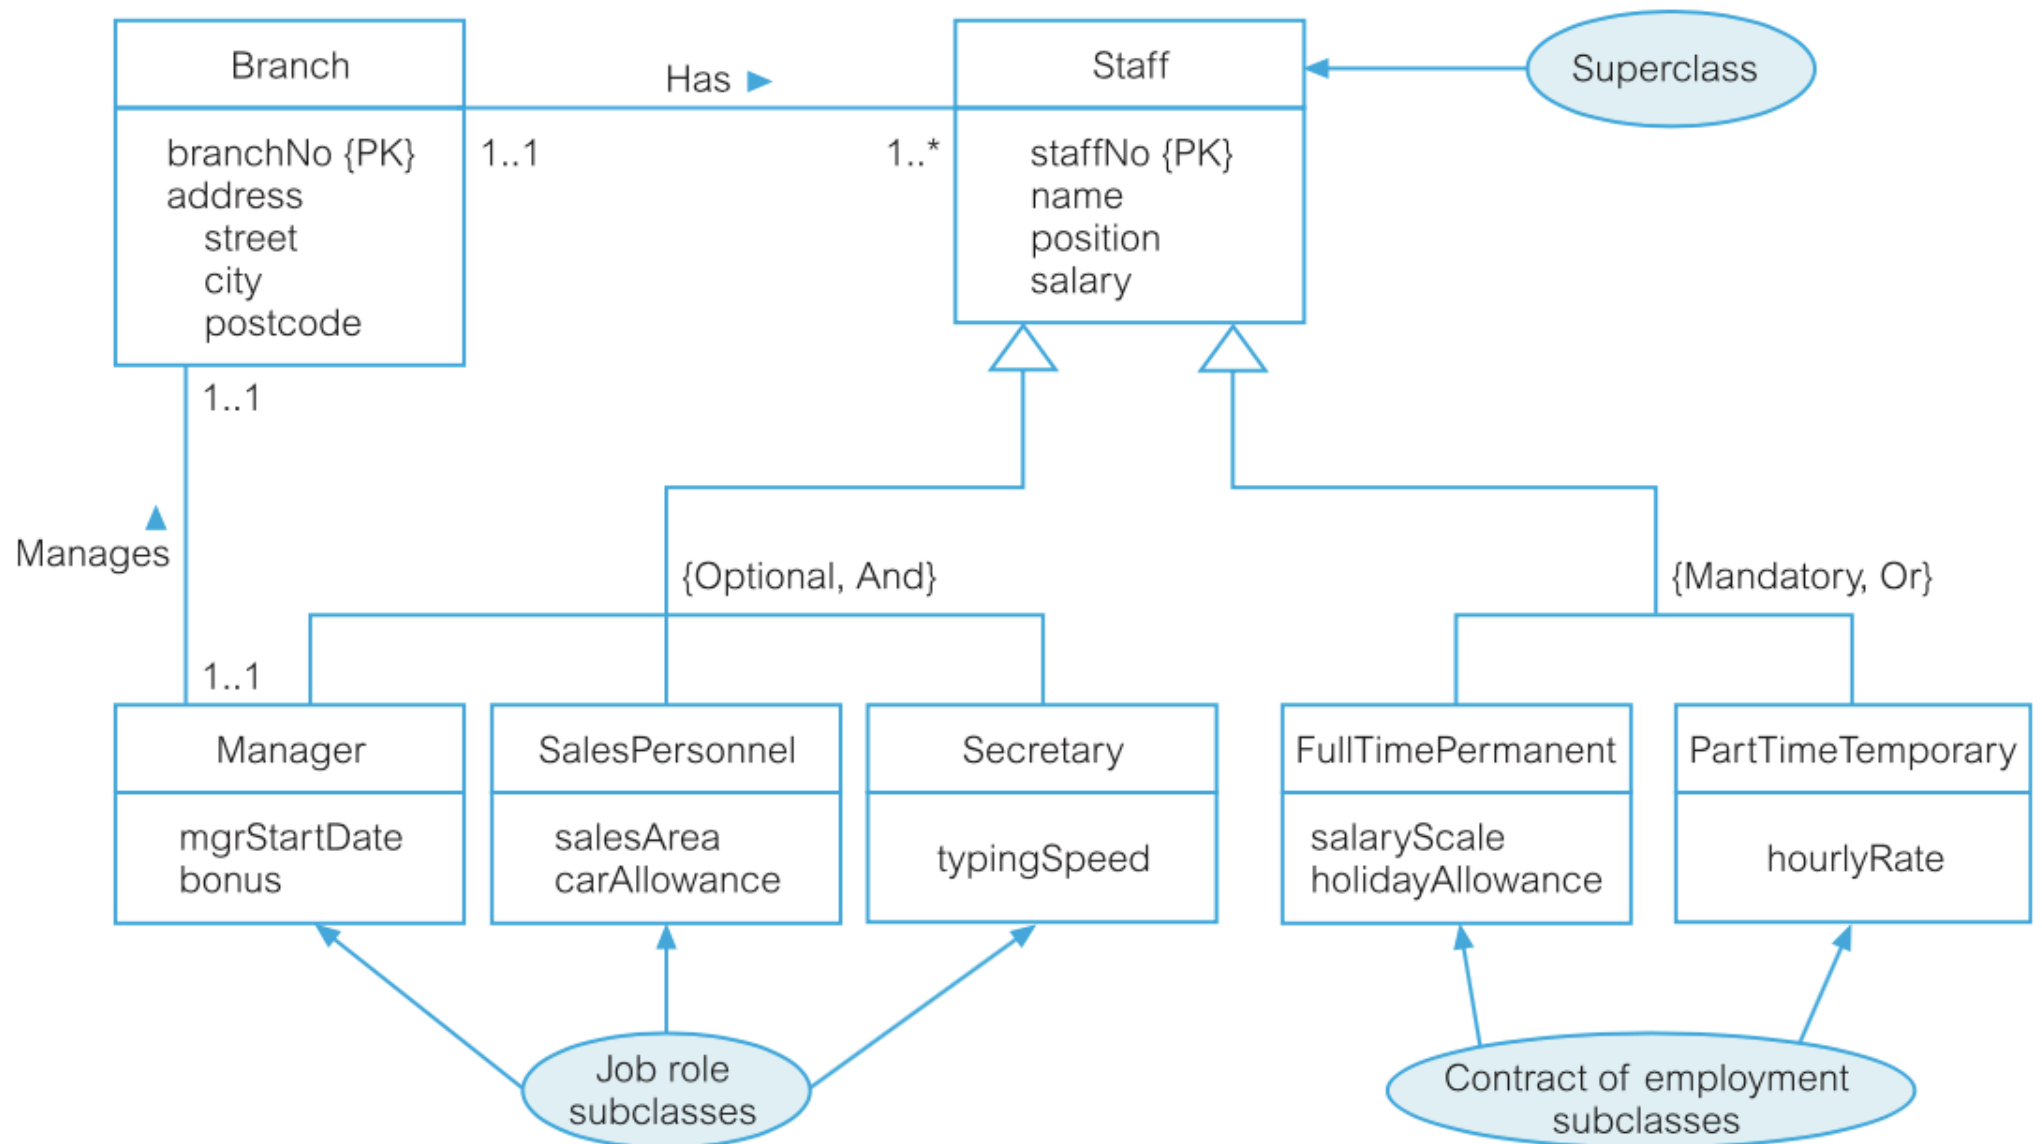 Branch
Has ▶
Staff
Superclass
branchNo {PK}
address
street
city
postcode
1..1
1..*
staffNo {PK}
name
position
salary
1..1
Manages
1..1
{Optional, And}
{Mandatory, Or}
Manager
mgrStartDate
bonus
SalesPersonnel
salesArea
carAllowance
Secretary
typingSpeed
FullTimePermanent
salaryScale
holidayAllowance
PartTimeTemporary
hourlyRate
Job role
subclasses
Contract of employment
subclasses